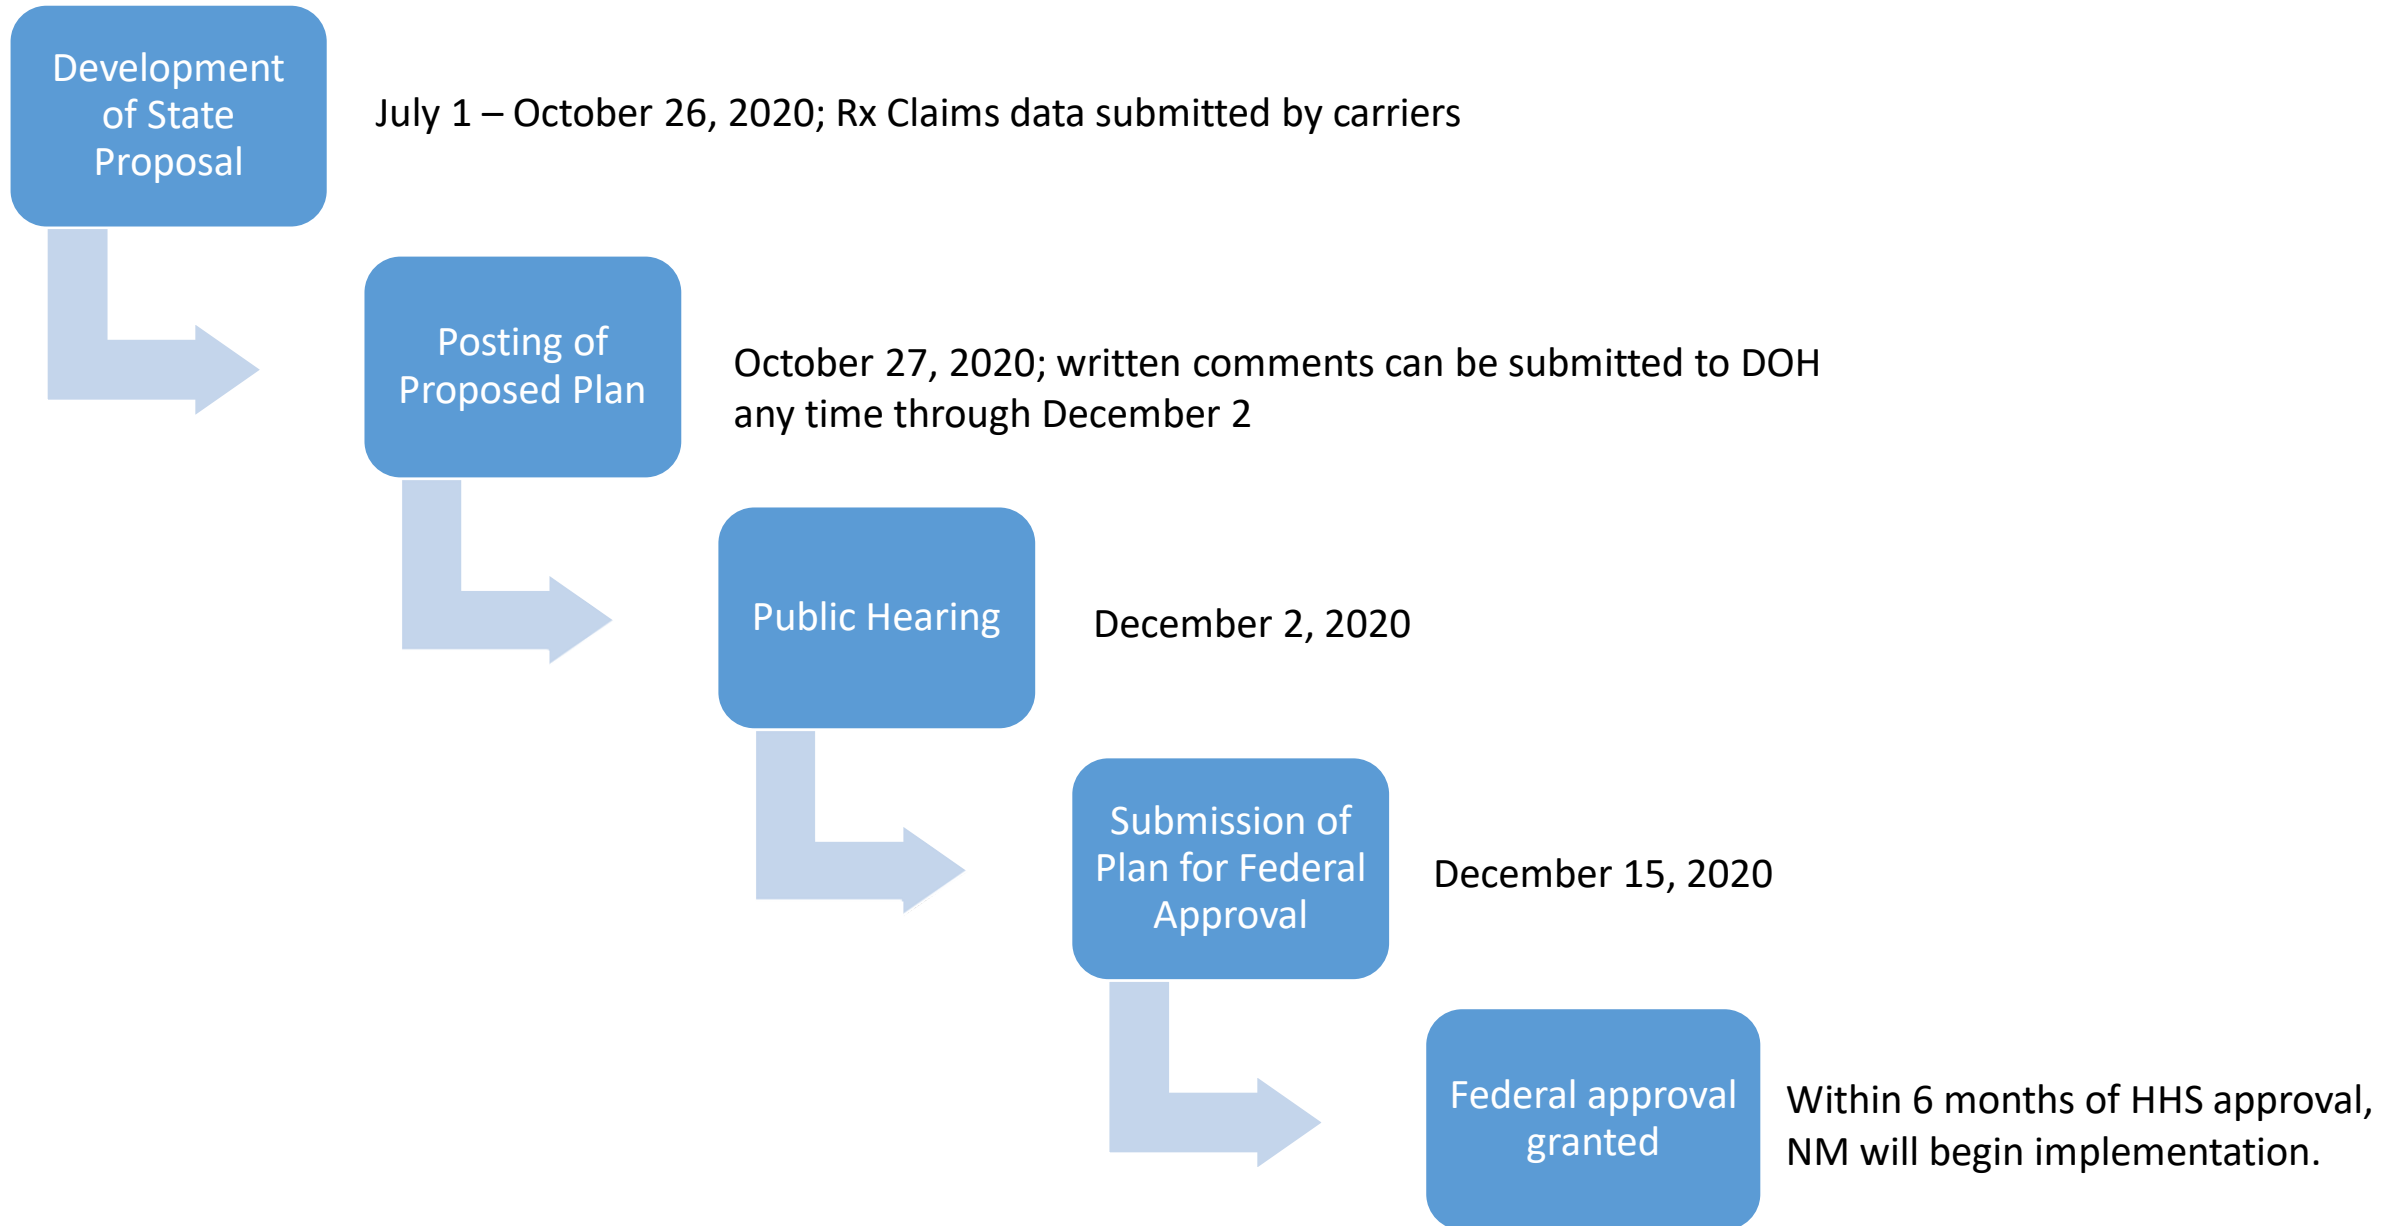 Development
of State
Proposal
July 1 – October 26, 2020; Rx Claims data submitted by carriers
Posting of
Proposed Plan
October 27, 2020; written comments can be submitted to DOH
any time through December 2
Public Hearing
December 2, 2020
Submission of
Plan for Federal
Approval
December 15, 2020
Federal approval
granted
Within 6 months of HHS approval,
NM will begin implementation.